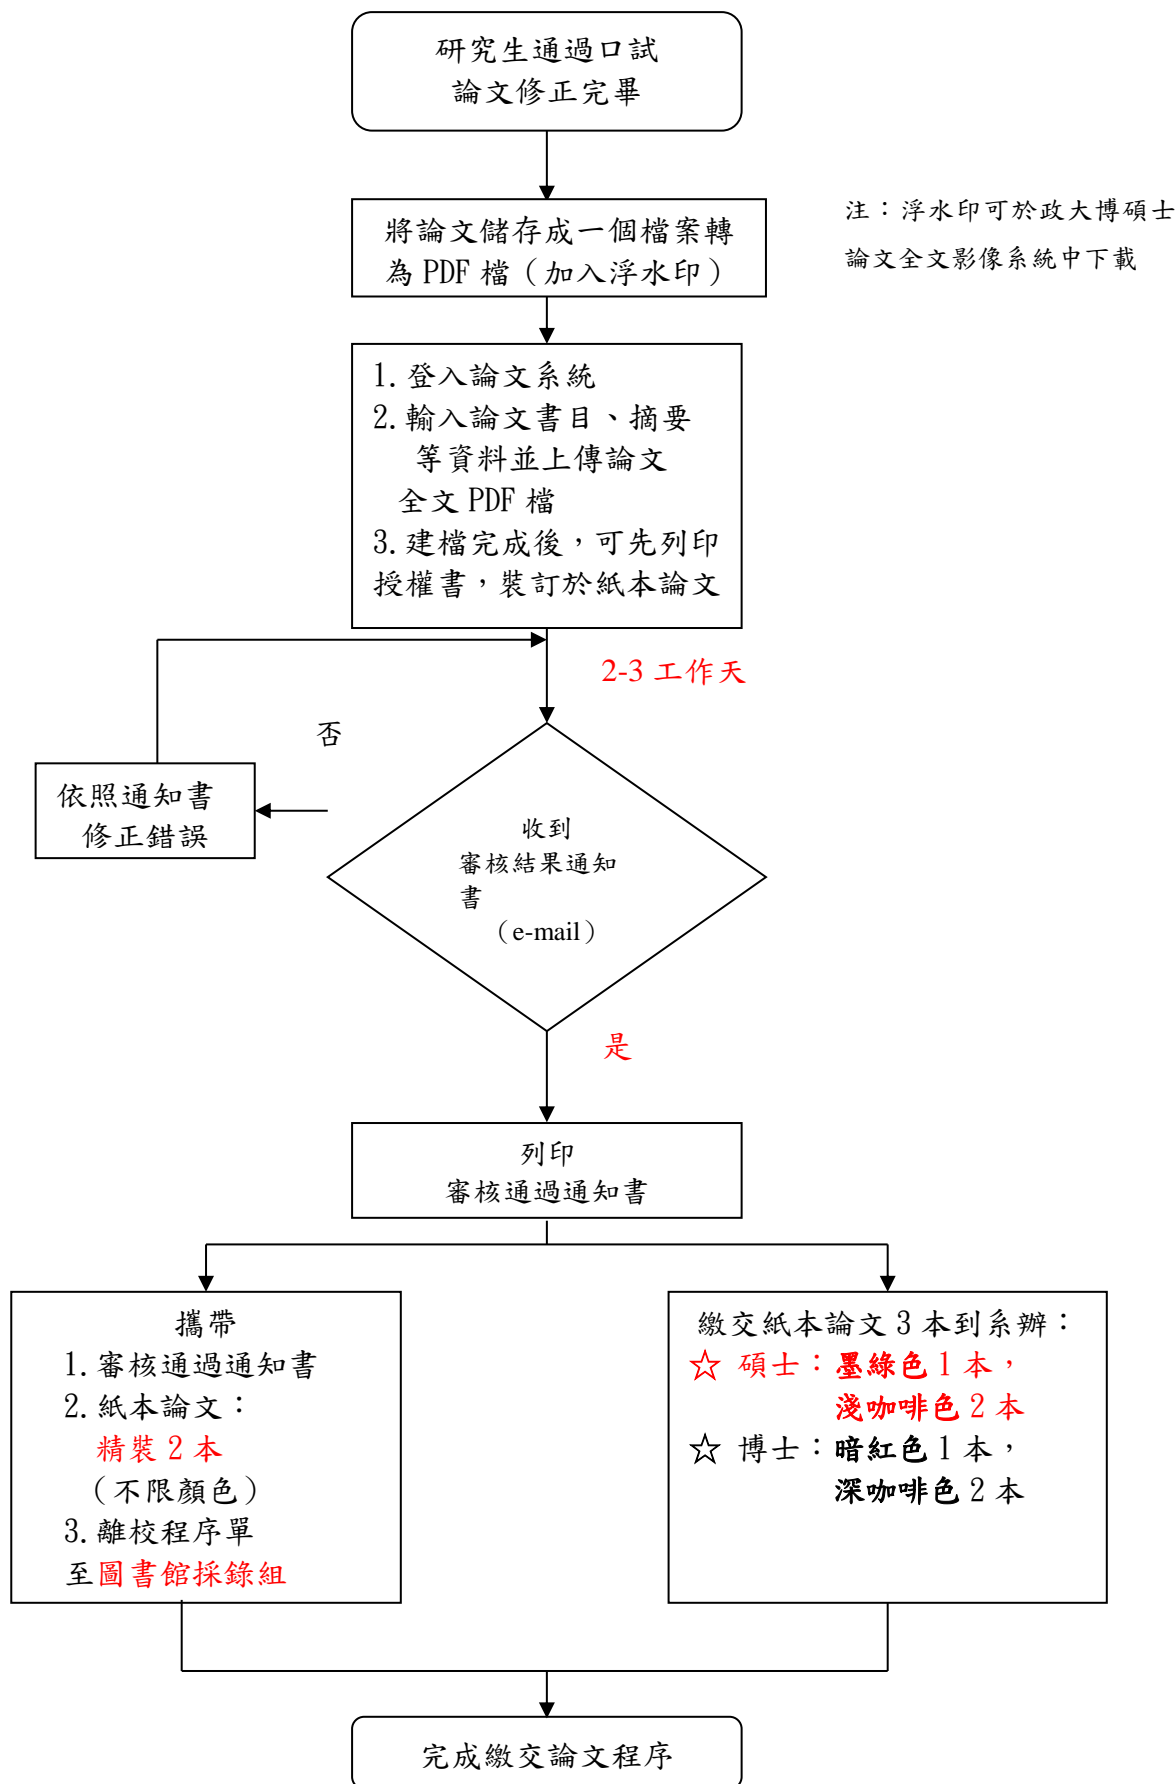 研究生通過口試
論文修正完畢
將論文儲存成一個檔案轉
為 PDF 檔（加入浮水印）
注：浮水印可於政大博碩士
論文全文影像系統中下載
1. 登入論文系統
2. 輸入論文書目、摘要
等資料並上傳論文
全文 PDF 檔
3. 建檔完成後，可先列印
授權書，裝訂於紙本論文
2-3 工作天
否
依照通知書
修正錯誤
收到
審核結果通知
書
（e-mail）
是
列印
審核通過通知書
攜帶
1. 審核通過通知書
2. 紙本論文：
精裝 2 本
（不限顏色）
3. 離校程序單
至圖書館採錄組
繳交紙本論文 3 本到系辦：
☆ 碩士：墨綠色 1 本，
淺咖啡色 2 本
☆ 博士：暗紅色 1 本，
深咖啡色 2 本
完成繳交論文程序